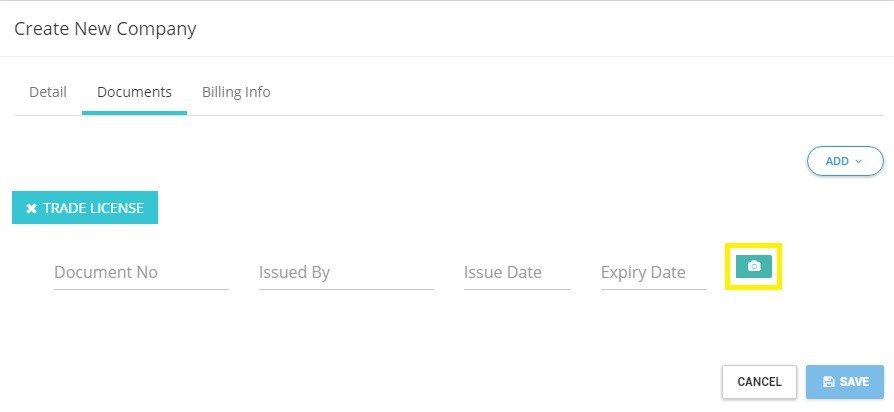 Create New Company
Detail Documents Billing Info
ADD
TRADE LICENSE
Document No Issued By Issue Date Expiry Date
CANCEL SAVE